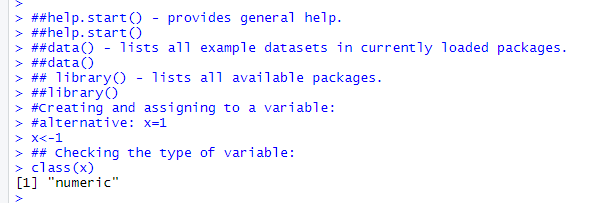 >
> ##help.start() - provides general help.
> ##help.start()
> ##data() - lists all example datasets in currently loaded packages.
> ##data()
> ## library() - lists all available packages.
> ##library()
> #Creating and assigning to a variable:
> #alternative: x=1
> x<-1
> ## Checking the type of variable:
> class(x)
[1] "numeric"
>